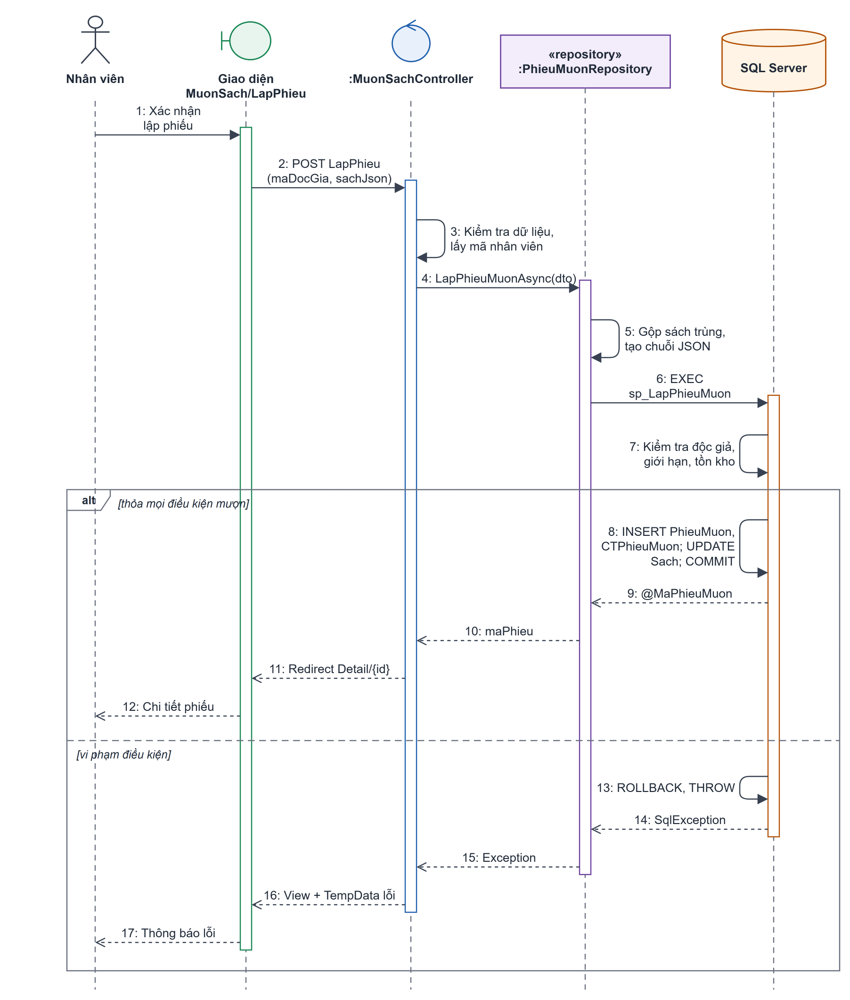 Nhân viên
Giao diện
MuonSach/LapPhieu
:MuonSachController
«repository»
:PhieuMuonRepository
SQL Server
1: Xác nhận
lập phiếu
2: POST LapPhieu
(maDocGia, sachJson)
3: Kiểm tra dữ liệu,
lấy mã nhân viên
4: LapPhieuMuonAsync(dto)
5: Gộp sách trùng,
tạo chuỗi JSON
6: EXEC
sp_LapPhieuMuon
7: Kiểm tra độc giả,
giới hạn, tồn kho
alt
[thỏa mọi điều kiện mượn]
8: INSERT PhieuMuon,
CTPhieuMuon; UPDATE
Sach; COMMIT
9: @MaPhieuMuon
10: maPhieu
11: Redirect Detail/{id}
12: Chi tiết phiếu
[vi phạm điều kiện]
13: ROLLBACK, THROW
14: SqlException
15: Exception
16: View + TempData lỗi
17: Thông báo lỗi